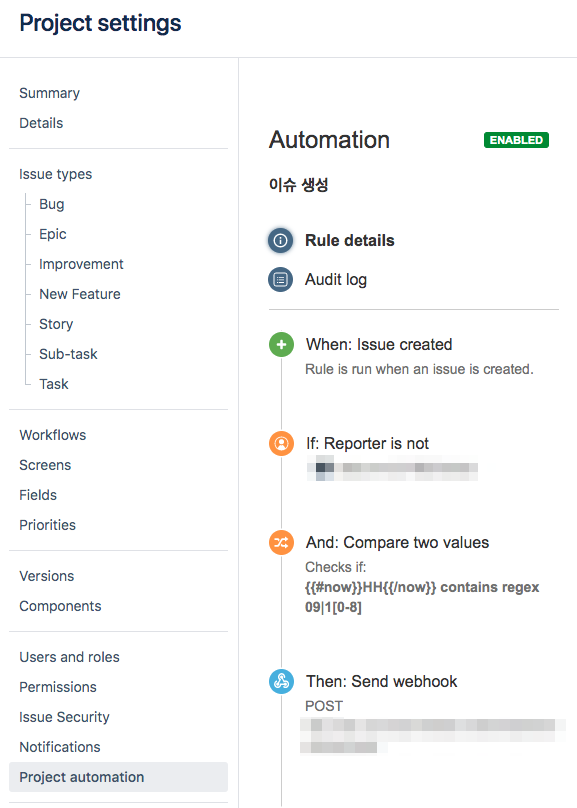 Project settings
Summary
Details
Issue types
Bug
Epic
Improvement
New Feature
Story
Sub-task
Task
Workflows
Screens
Fields
Priorities
Versions
Components
Users and roles
Permissions
Issue Security
Notifications
Project automation
Automation
ENABLED
이슈 생성
Rule details
Audit log
When: Issue created
Rule is run when an issue is created.
If: Reporter is not
And: Compare two values
Checks if:
{{#now}}HH{{/now}} contains regex
09|1[0-8]
Then: Send webhook
POST